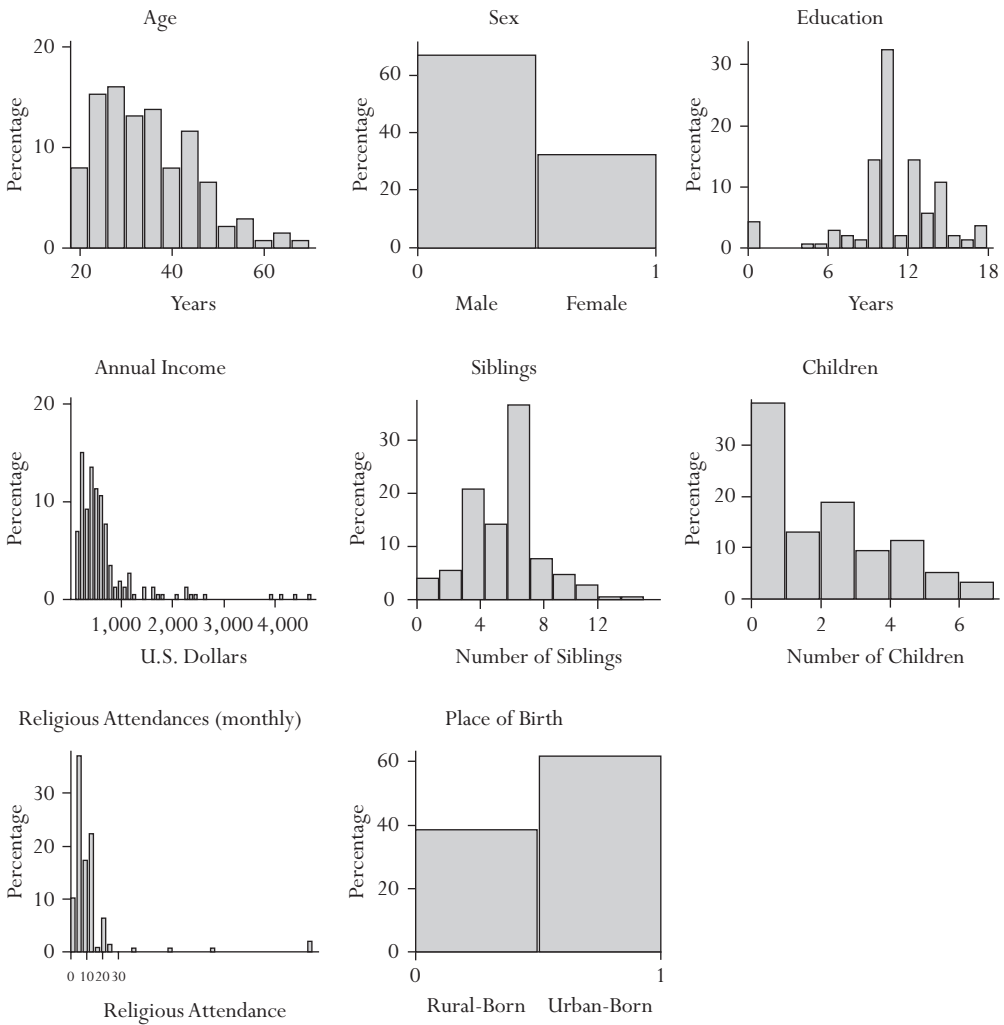 Age
Sex
Education
20
10
0
Percentage
20 40 60
Years
60
40
20
0
Percentage
0 1
Male Female
30
20
10
0
Percentage
0 6 12 18
Years
Annual Income
Siblings
Children
20
10
0
Percentage
1,000 2,000 3,000 4,000
U.S. Dollars
30
20
10
0
Percentage
0 4 8 12
Number of Siblings
30
20
10
0
Percentage
0 2 4 6
Number of Children
Religious Attendances (monthly)
Place of Birth
30
20
10
0
Percentage
0 10 20 30
Religious Attendance
60
40
20
0
Percentage
0 1
Rural-Born Urban-Born